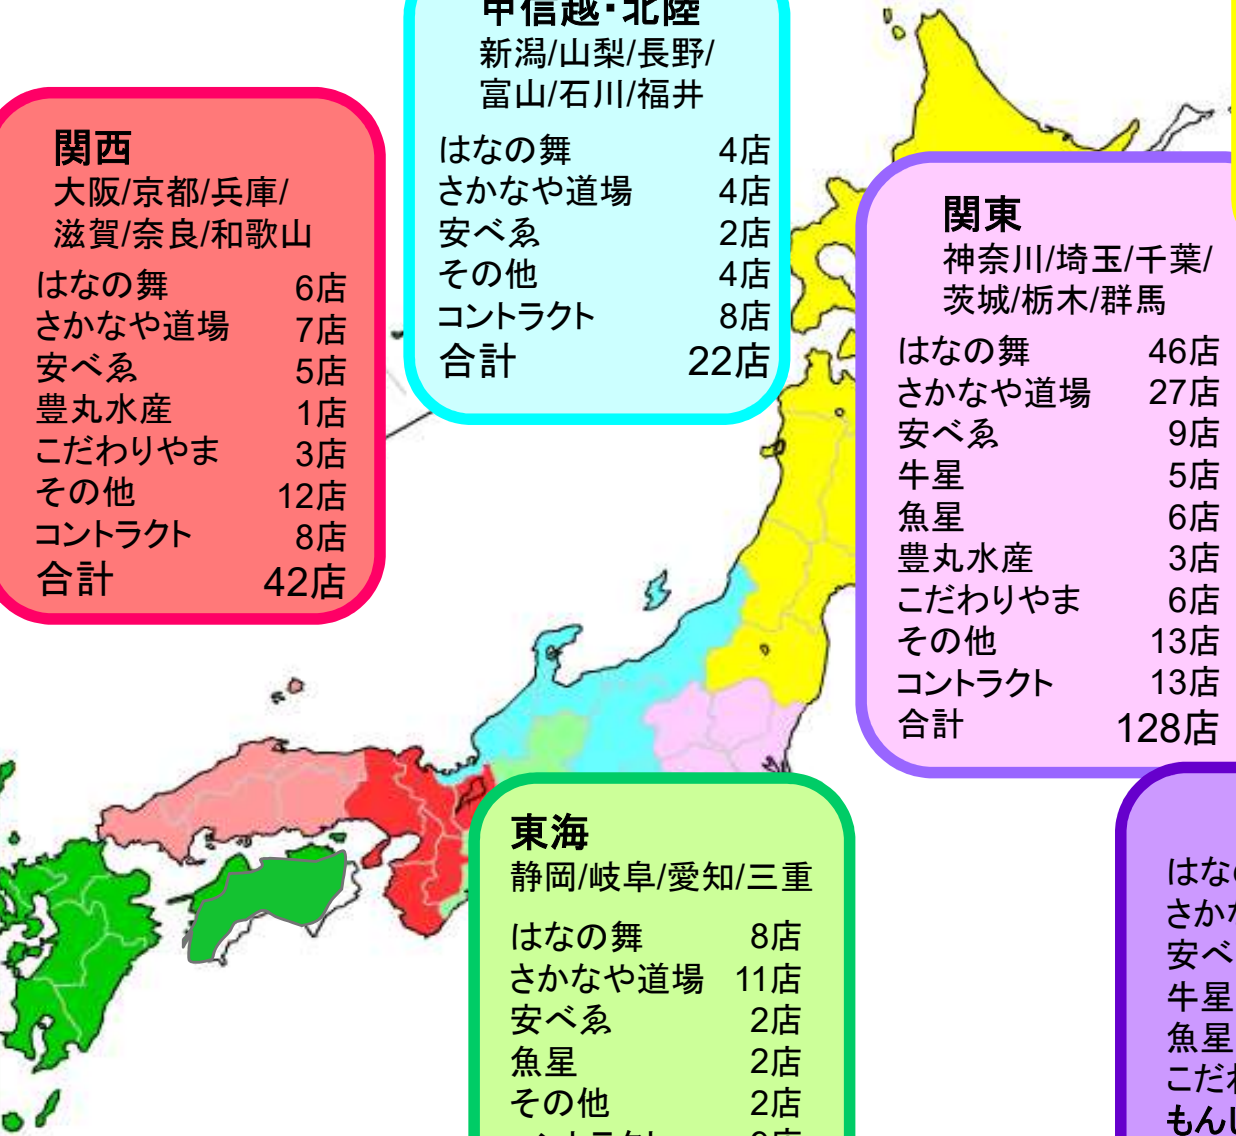 甲信越・北陸
新潟/山梨/長野/
富山/石川/福井
はなの舞 4店
さかなや道場 4店
安べゑ 2店
その他 4店
コントラクト 8店
合計 22店
関西
大阪/京都/兵庫/
滋賀/奈良/和歌山
はなの舞 6店
さかなや道場 7店
安べゑ 5店
豊丸水産 1店
こだわりやま 3店
その他 12店
コントラクト 8店
合計 42店
関東
神奈川/埼玉/千葉/
茨城/栃木/群馬
はなの舞 46店
さかなや道場 27店
安べゑ 9店
牛星 5店
魚星 6店
豊丸水産 3店
こだわりやま 6店
その他 13店
コントラクト 13店
合計 128店
東海
静岡/岐阜/愛知/三重
はなの舞 8店
さかなや道場 11店
安べゑ 2店
魚星 2店
その他 2店
はな
さか
安べ
牛星
魚星
こだ
もん